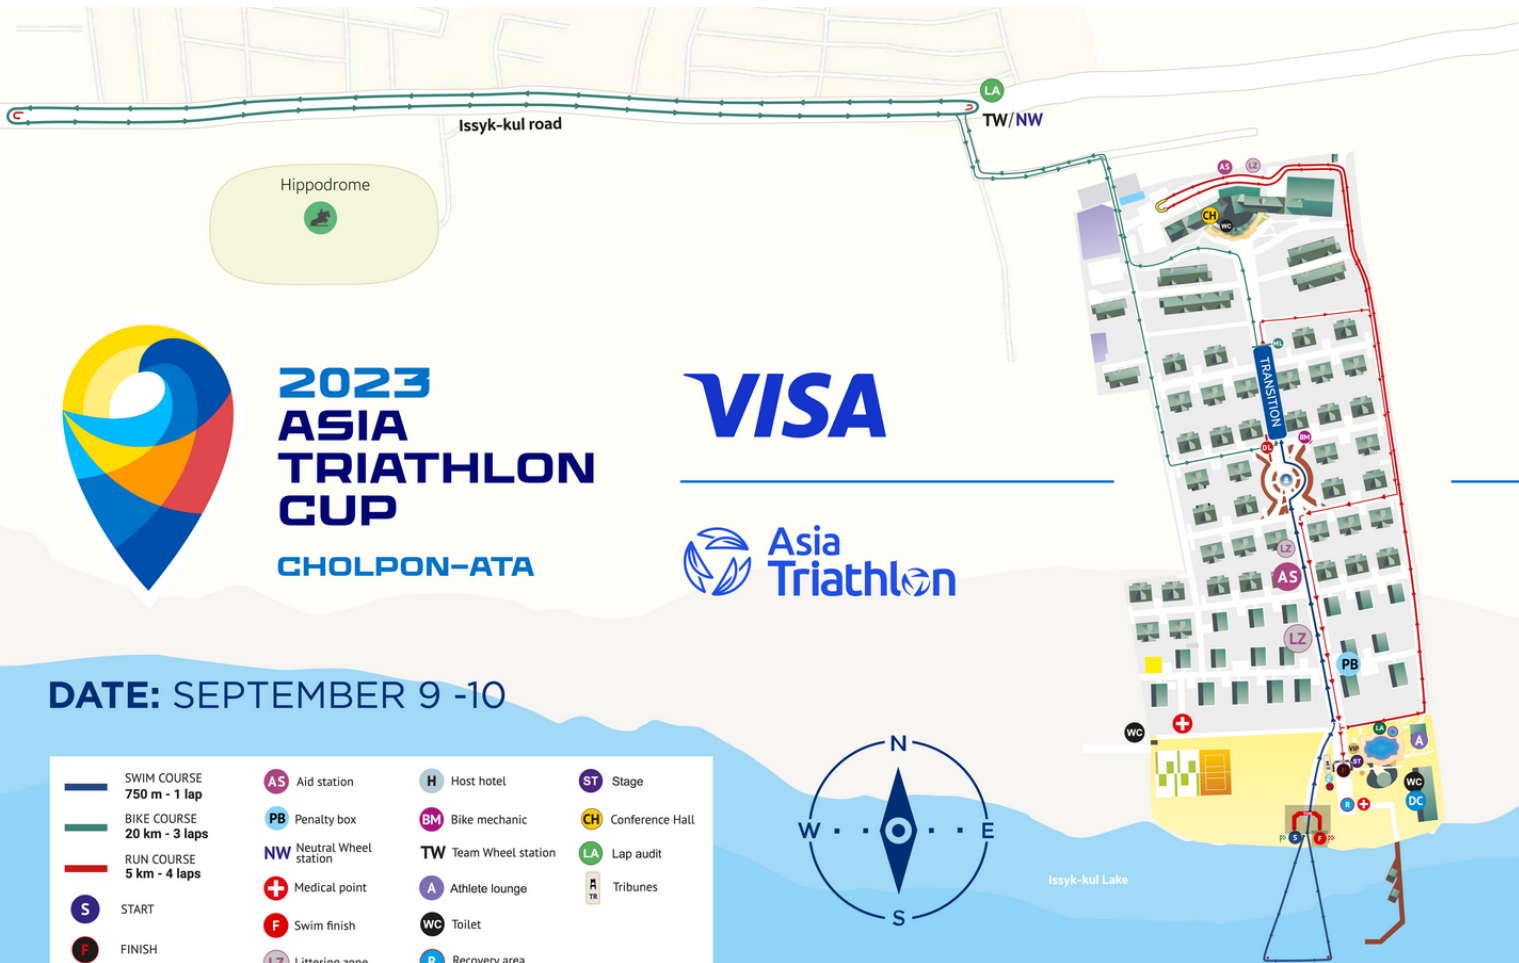 LA
TW/NW
Issyk-kul road
Hippodrome
AS
LZ
CH
WC
ML
TRANSITION
BM
DL
2023
ASIA
TRIATHLON
CUP
CHOLPON-ATA
VISA
Asia
Triathlon
LZ
AS
LZ
PB
DATE: SEPTEMBER 9 -10
WC
LA
A
VIP
ST
F
WC
R
DC
S
F
Issyk-kul Lake
N
W
E
S
SWIM COURSE
750 m - 1 lap
BIKE COURSE
20 km - 3 laps
RUN COURSE
5 km - 4 laps
S START
F FINISH
AS Aid station
PB Penalty box
NW Neutral Wheel
station
Medical point
F Swim finish
LZ Littering zone
H Host hotel
BM Bike mechanic
TW Team Wheel station
A Athlete lounge
WC Toilet
R Recovery area
ST Stage
CH Conference Hall
LA Lap audit
TR Tribunes